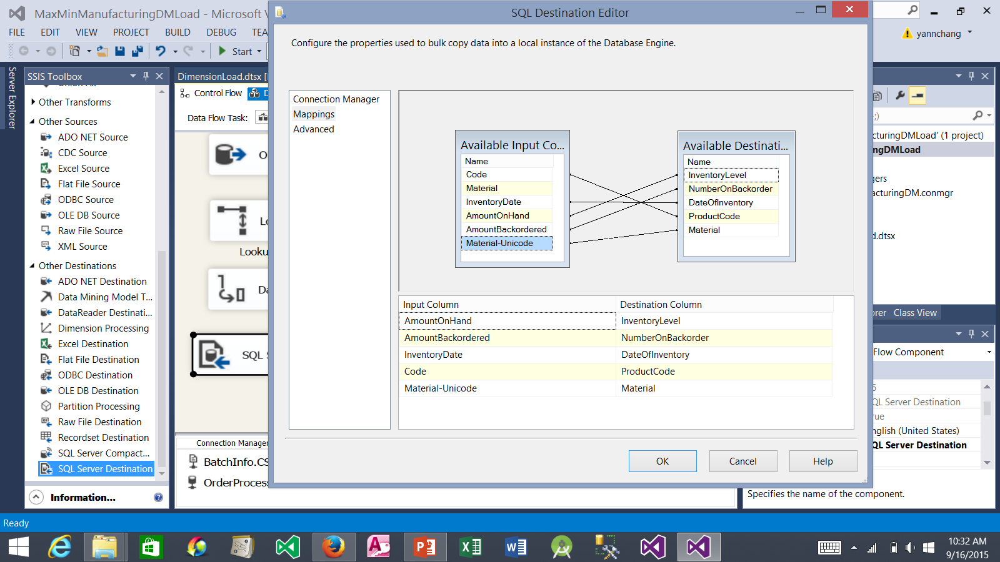 MaxMinManufacturingDMLoad - Microsoft V
FILE EDIT VIEW PROJECT BUILD DEBUG TEA
yannchang
Start
Server Explorer
SSIS Toolbox
Other Transforms
Other Sources
ADO NET Source
CDC Source
Excel Source
Flat File Source
ODBC Source
OLE DB Source
Raw File Source
XML Source
Other Destinations
ADO NET Destination
Data Mining Model T...
DataReader Destinati...
Dimension Processing
Excel Destination
Flat File Destination
ODBC Destination
OLE DB Destination
Partition Processing
Raw File Destination
Recordset Destination
SQL Server Compact...
SQL Server Destination
Information...
DimensionLoad.dtsx [
Control Flow D
Data Flow Task:
O
Lo
Looku
Da
SQL S
Connection Manager
BatchInfo.CS
OrderProcess
SQL Destination Editor
Configure the properties used to bulk copy data into a local instance of the Database Engine.
Connection Manager
Mappings
Advanced
Available Input Co...
Name
Code
Material
InventoryDate
AmountOnHand
AmountBackordered
Material-Unicode
Available Destinati...
Name
InventoryLevel
NumberOnBackorder
DateOfInventory
ProductCode
Material
Input Column Destination Column
AmountOnHand InventoryLevel
AmountBackordered NumberOnBackorder
InventoryDate DateOfInventory
Code ProductCode
Material-Unicode Material
OK Cancel Help
;)
cturingDMLoad' (1 project)
ngDMLoad
gers
acturingDM.conmgr
d.dtsx
rer Class View
Flow Component
QL Server Destination
rue
nglish (United States)
QL Server Destination
Specifies the name of the component.
Ready
10:32 AM
9/16/2015